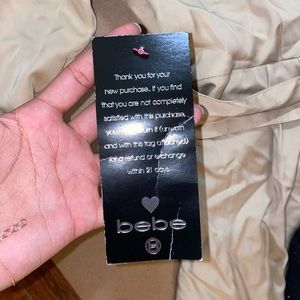 Thank you for your
new purchase. If you find
that you are not completely
satisfied with this purchase,
you may return it (unworn
and with this tag attached)
for a refund or exchange
within 21 days.
bebe